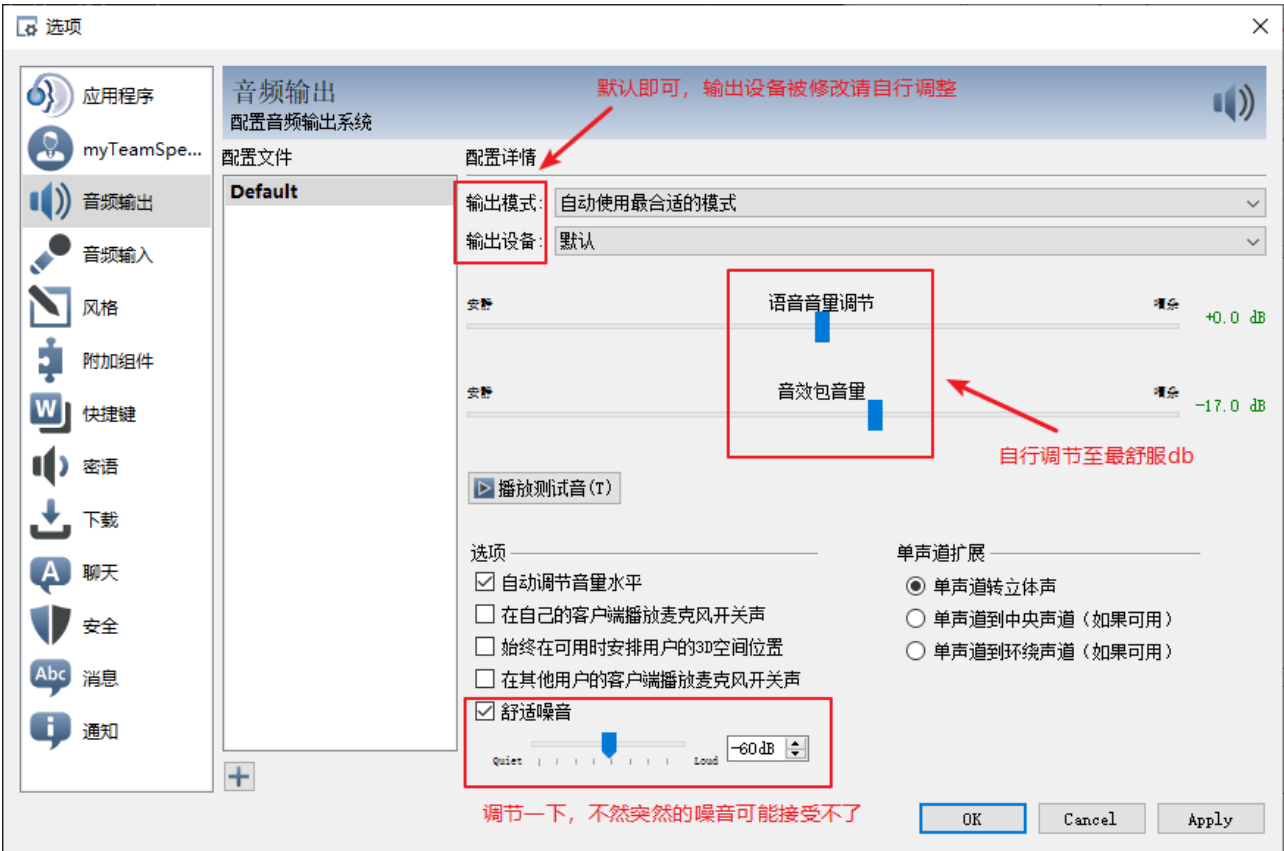 选项
应用程序
myTeamSpe...
音频输出
音频输入
风格
附加组件
快捷键
密语
下载
聊天
安全
消息
通知
音频输出
配置音频输出系统
默认即可，输出设备被修改请自行调整
配置文件
Default
配置详情
输出模式: 自动使用最合适的模式
输出设备: 默认
语音音量调节
安静
+0.0 dB
音效包音量
安静
-17.0 dB
自行调节至最舒服db
播放测试音(T)
选项
自动调节音量水平
在自己的客户端播放麦克风开关声
始终在可用时安排用户的3D空间位置
在其他用户的客户端播放麦克风开关声
舒适噪音
Quiet Loud -60dB
调节一下，不然突然的噪音可能接受不了
单声道扩展
单声道转立体声
单声道到中央声道（如果可用）
单声道到环绕声道（如果可用）
OK Cancel Apply